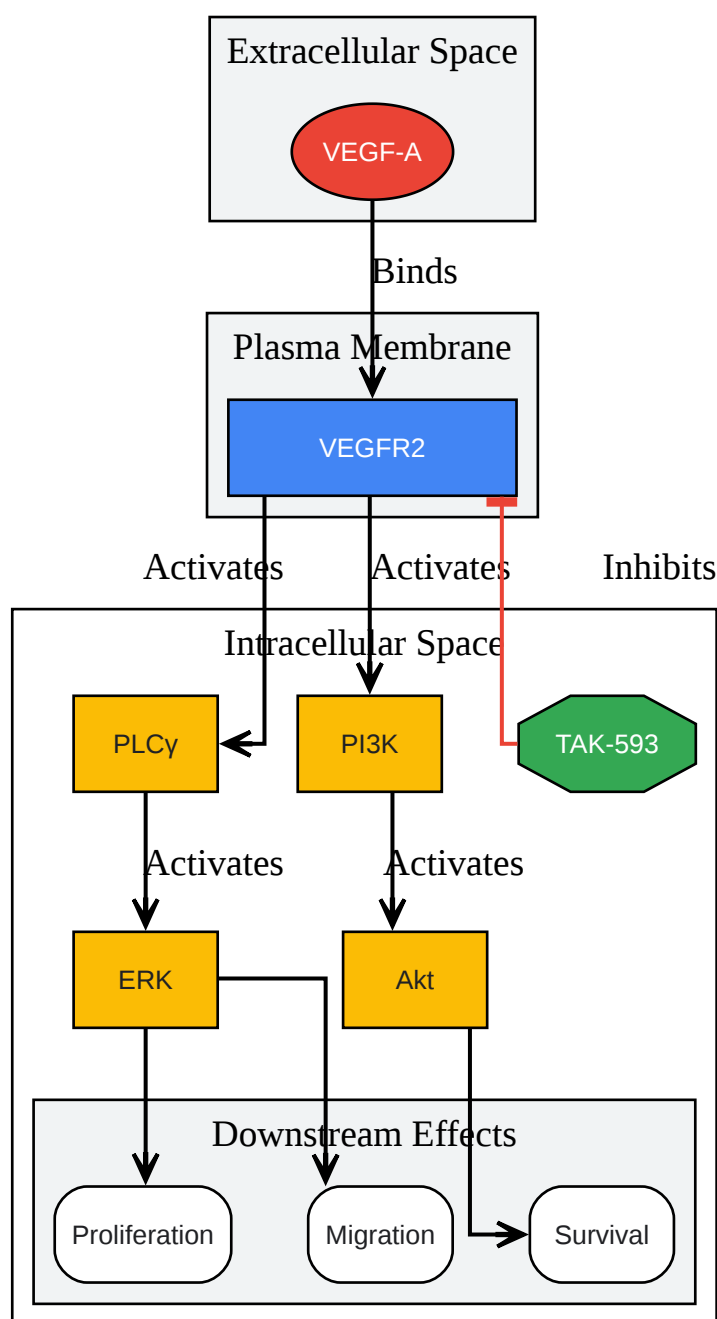 Extracellular Space
VEGF-A
Binds
Plasma Membrane
VEGFR2
Activates
Activates
Inhibits
Intracellular Space
PLCγ
PI3K
TAK-593
Activates
Activates
ERK
Akt
Downstream Effects
Proliferation
Migration
Survival